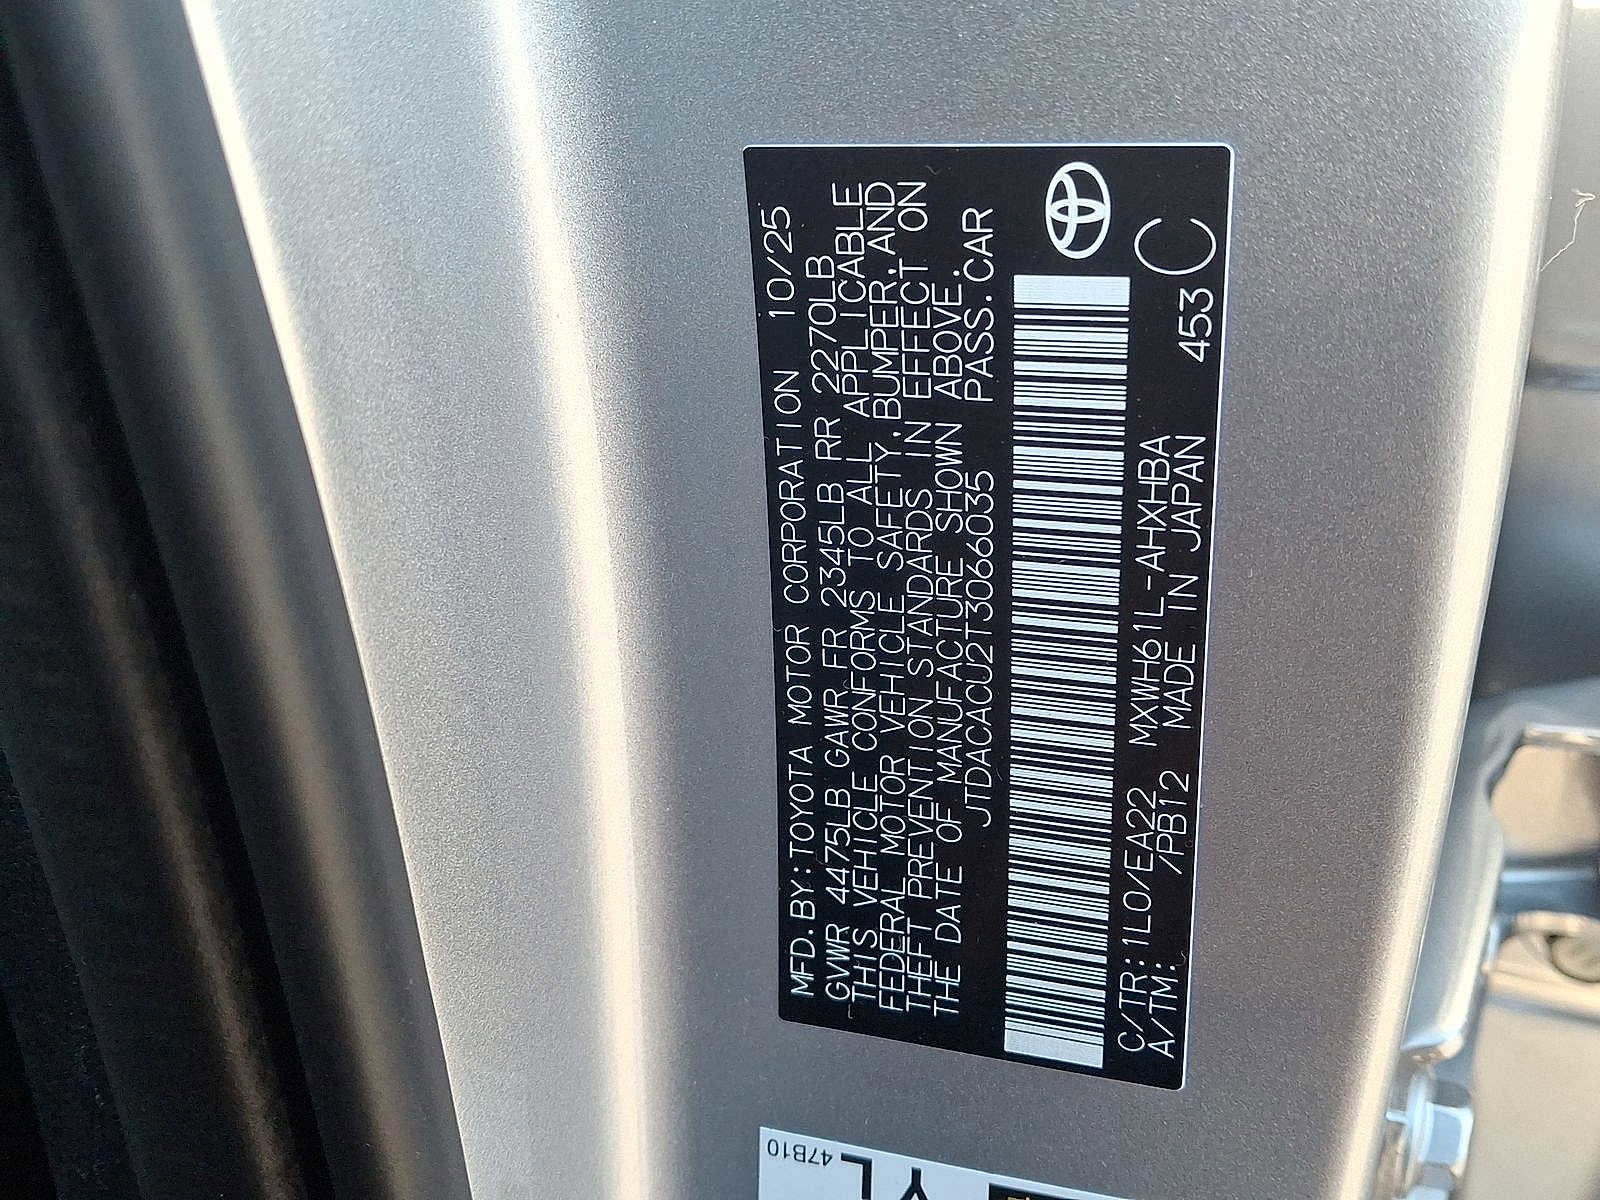 MFD.BY:TOYOTA MOTOR CORPORATION 10/25
GVWR 4475LB GAWR FR 2345LB RR 2270LB
THIS VEHICLE CONFORMS TO ALL APPLICABLE
FEDERAL MOTOR VEHICLE SAFETY,BUMPER,AND
THEFT PREVENTION STANDARDS IN EFFECT ON
THE DATE OF MANUFACTURE SHOWN ABOVE.
JTDACACU2T3066035 PASS.CAR
C/TR:1L0/EA22 MXWH61L-AHXHBA
A/TM: /PB12 MADE IN JAPAN 453 C
47B10
YL